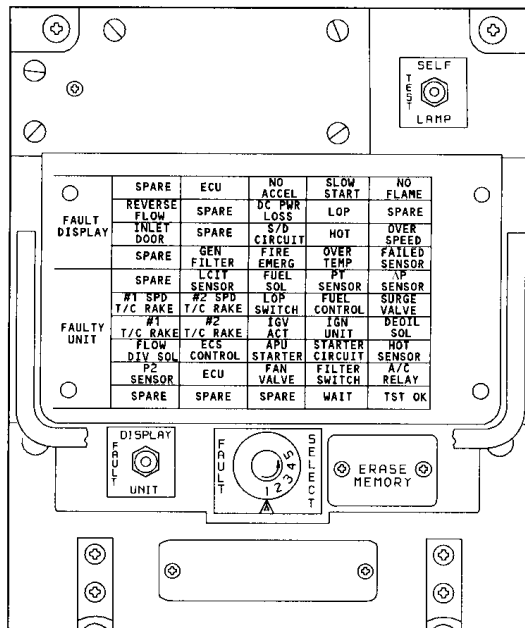 SELF
TEST
LAMP
FAULT DISPLAY
SPARE ECU NO ACCEL SLOW START NO FLAME
REVERSE FLOW SPARE DC PWR LOSS LOP SPARE
INLET DOOR SPARE S/D CIRCUIT HOT OVER SPEED
SPARE GEN FILTER FIRE EMERG OVER TEMP FAILED SENSOR
FAULTY UNIT
SPARE LCIT SENSOR FUEL SOL PT SENSOR ΔP SENSOR
#1 SPD T/C RAKE #2 SPD T/C RAKE LOP SWITCH FUEL CONTROL SURGE VALVE
#1 T/C RAKE #2 T/C RAKE IGV ACT IGN UNIT DEOIL SOL
FLOW DIV SOL ECS CONTROL APU STARTER STARTER CIRCUIT HOT SENSOR
P2 SENSOR ECU FAN VALVE FILTER SWITCH A/C RELAY
SPARE SPARE SPARE WAIT TST OK
DISPLAY
FAULT
UNIT
FAULT
1 2 3 4 5
SELECT
ERASE
MEMORY